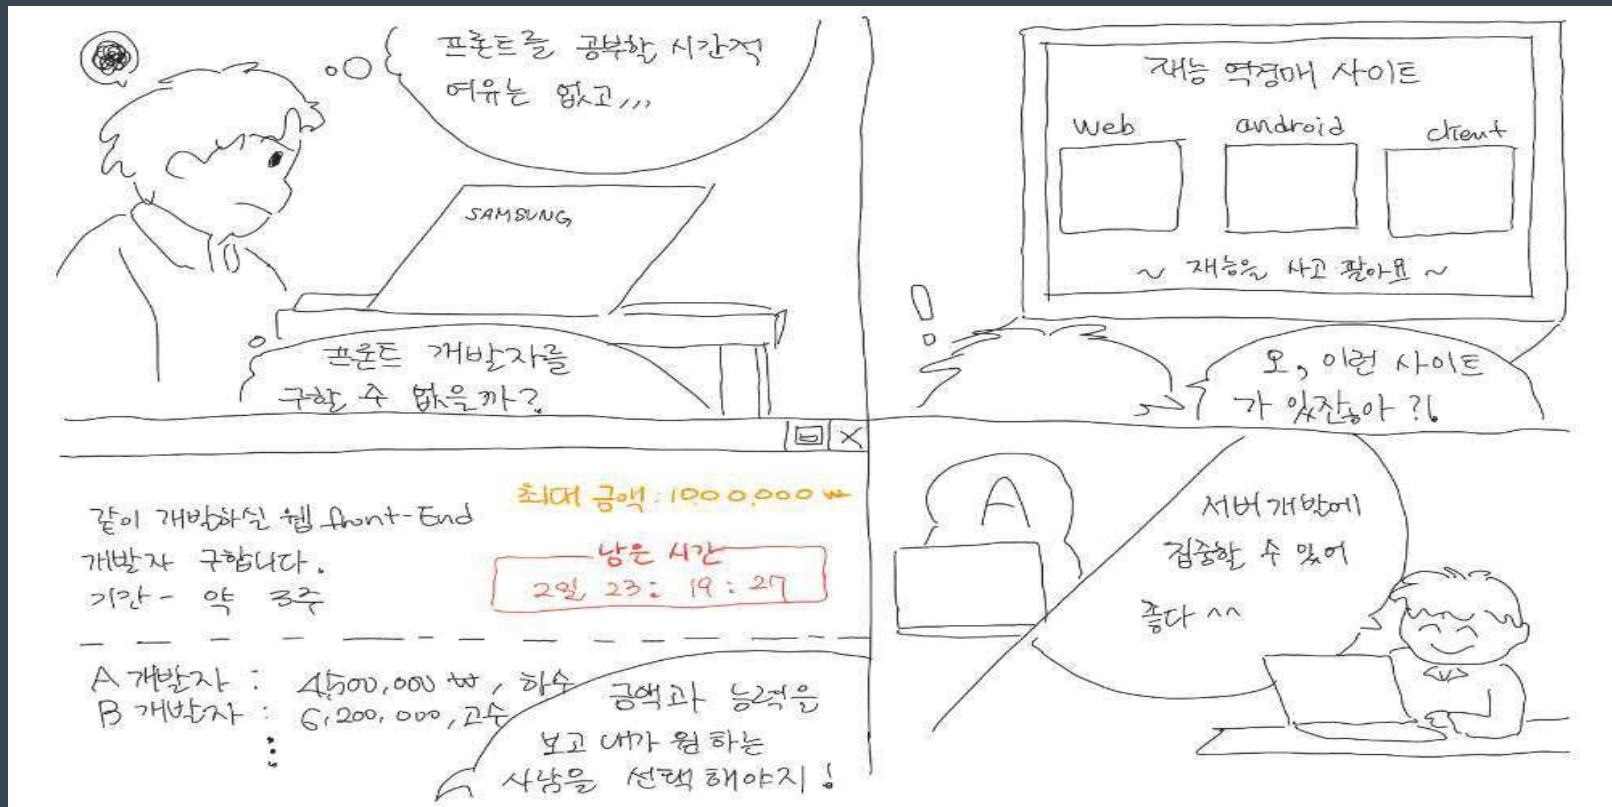 프론트를 공부할 시간적
여유는 없고,,,
SAMSUNG
프론트 개발자를
구할 수 없을까?
재능 역경매 사이트
web android client
~ 재능을 사고 팔아요 ~
!
오, 이런 사이트
가 있잖아?!
최대 금액 : 10,000,000 ₩
같이 개발하실 웹 front-End
개발자 구합니다.
기간 - 약 3주
남은 시간
2일 23 : 19 : 27
A 개발자 : 4,500,000 ₩, 하수
B 개발자 : 6,200,000, 고수
금액과 능력을
보고 내가 원하는
사람을 선택해야지!
A
서버개발에
집중할 수 있어
좋다 ^^